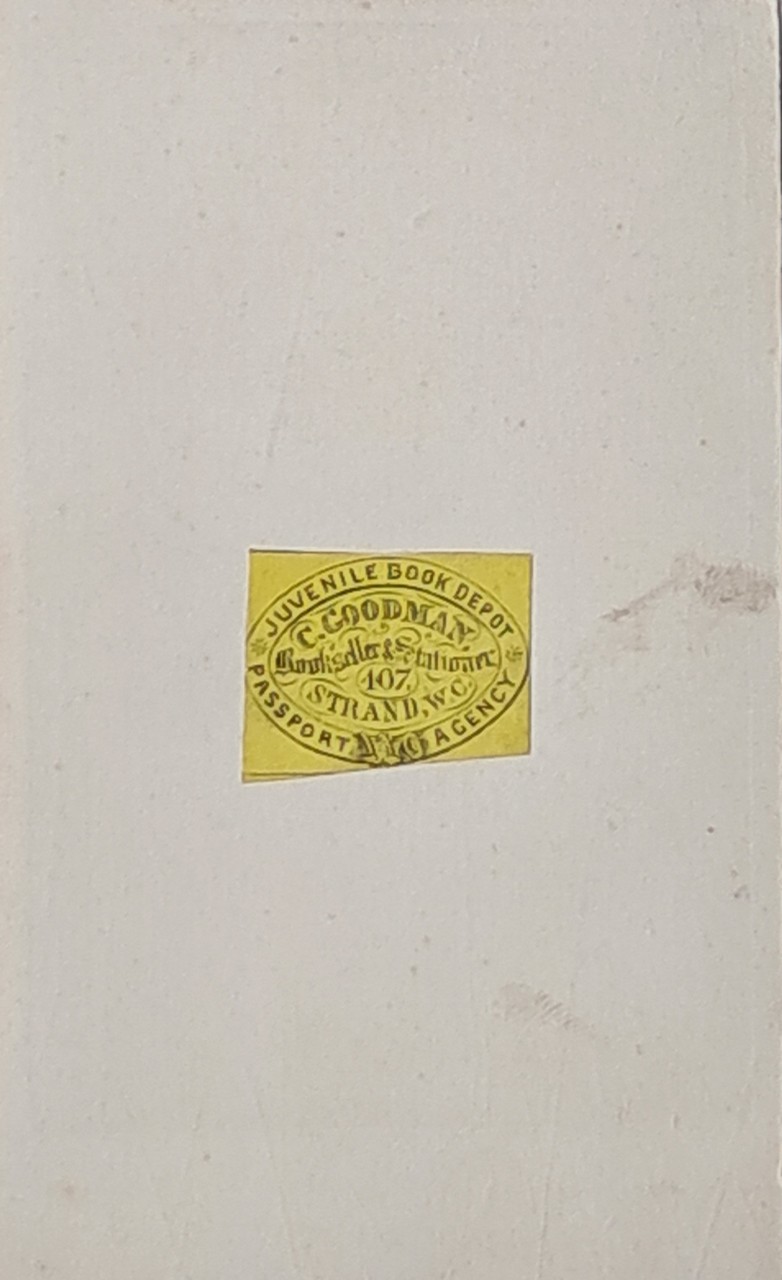 JUVENILE BOOK DEPOT
C. GOODMAN,
Bookseller & Stationer
107,
STRAND, W.C.
PASSPORT AGENCY